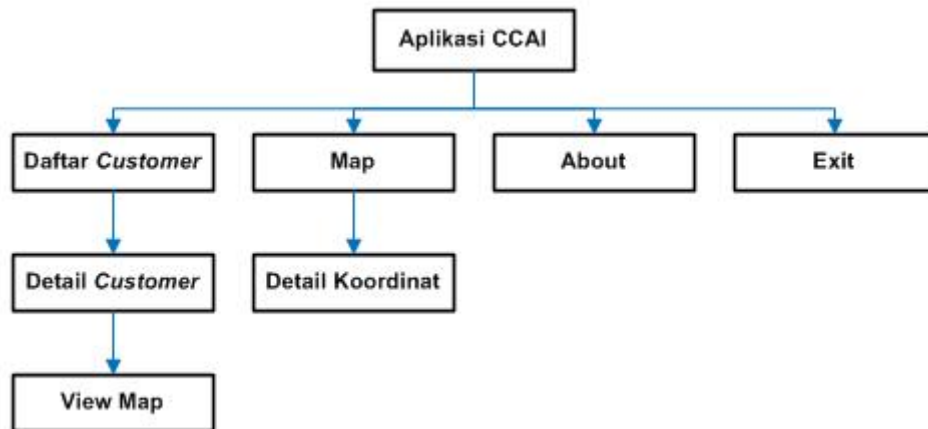 Aplikasi CCAI
Daftar Customer
Map
About
Exit
Detail Customer
Detail Koordinat
View Map